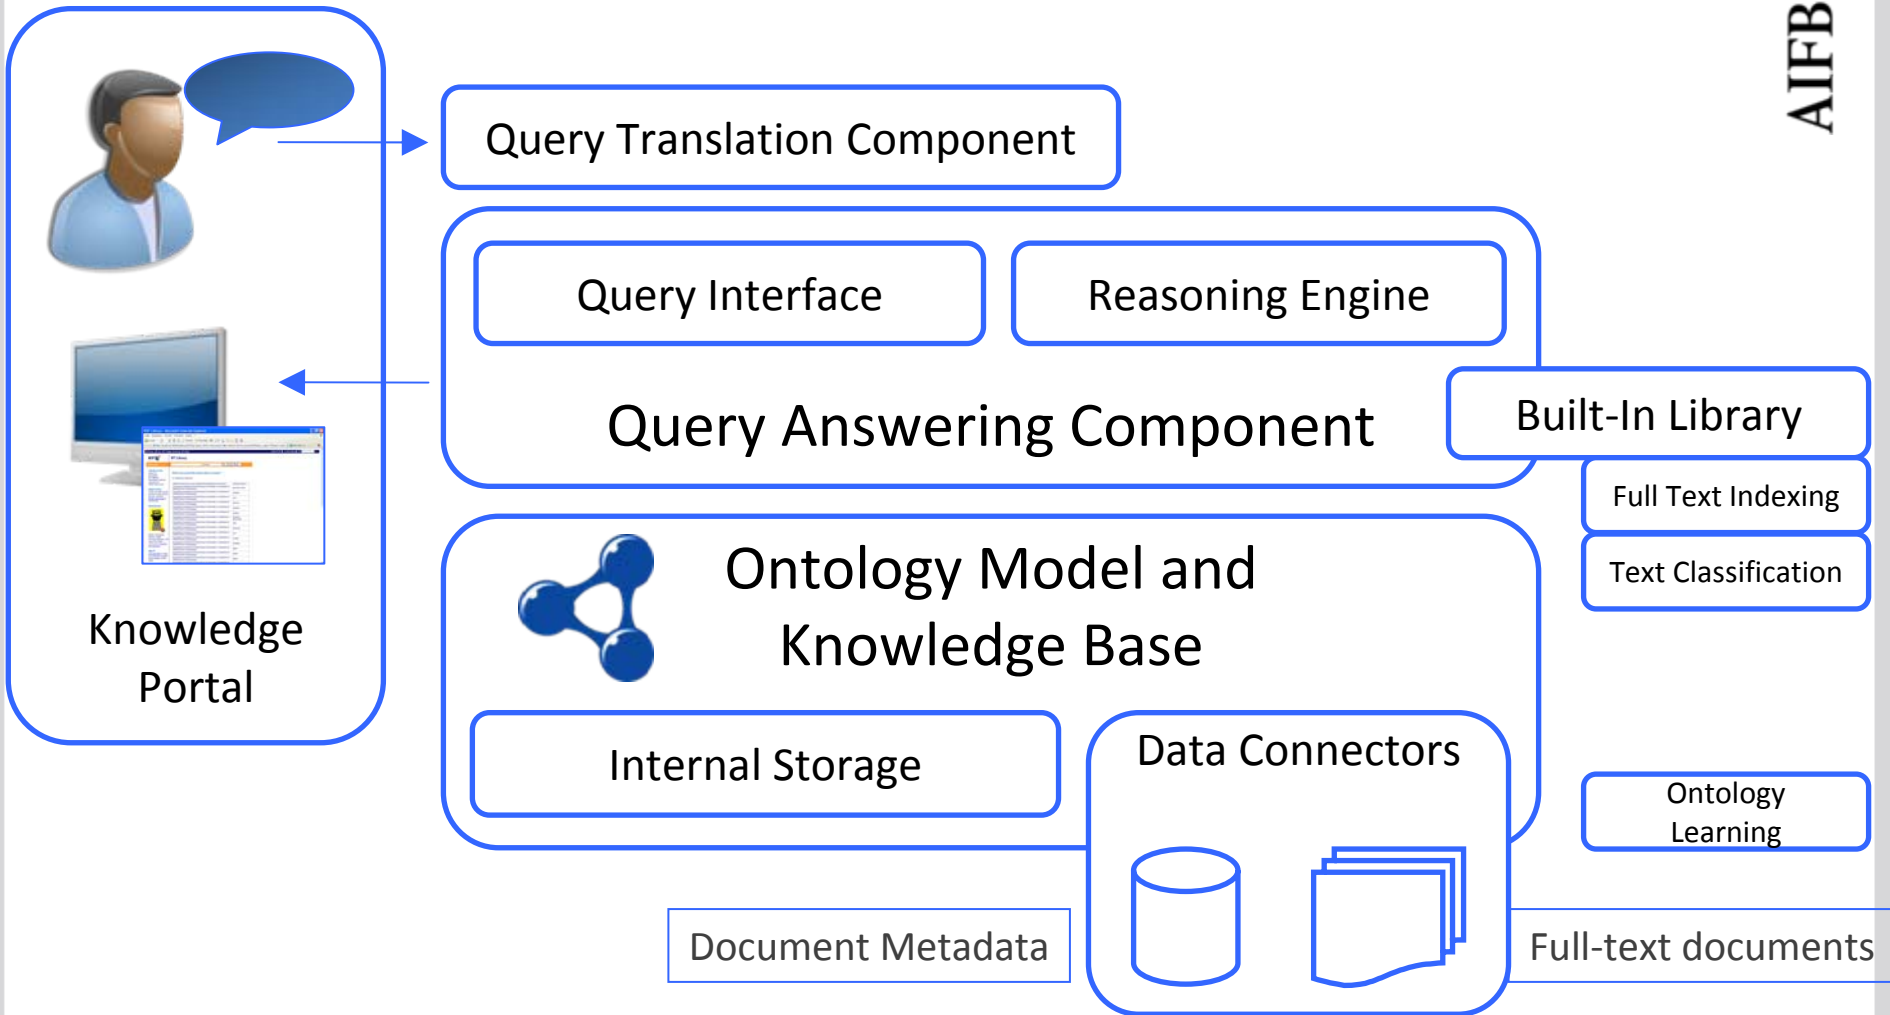 AIFB
Query Translation Component
Query Interface
Reasoning Engine
Query Answering Component
Built-In Library
Full Text Indexing
Text Classification
Ontology Model and
Knowledge Base
Knowledge
Portal
Internal Storage
Data Connectors
Ontology
Learning
Document Metadata
Full-text documents